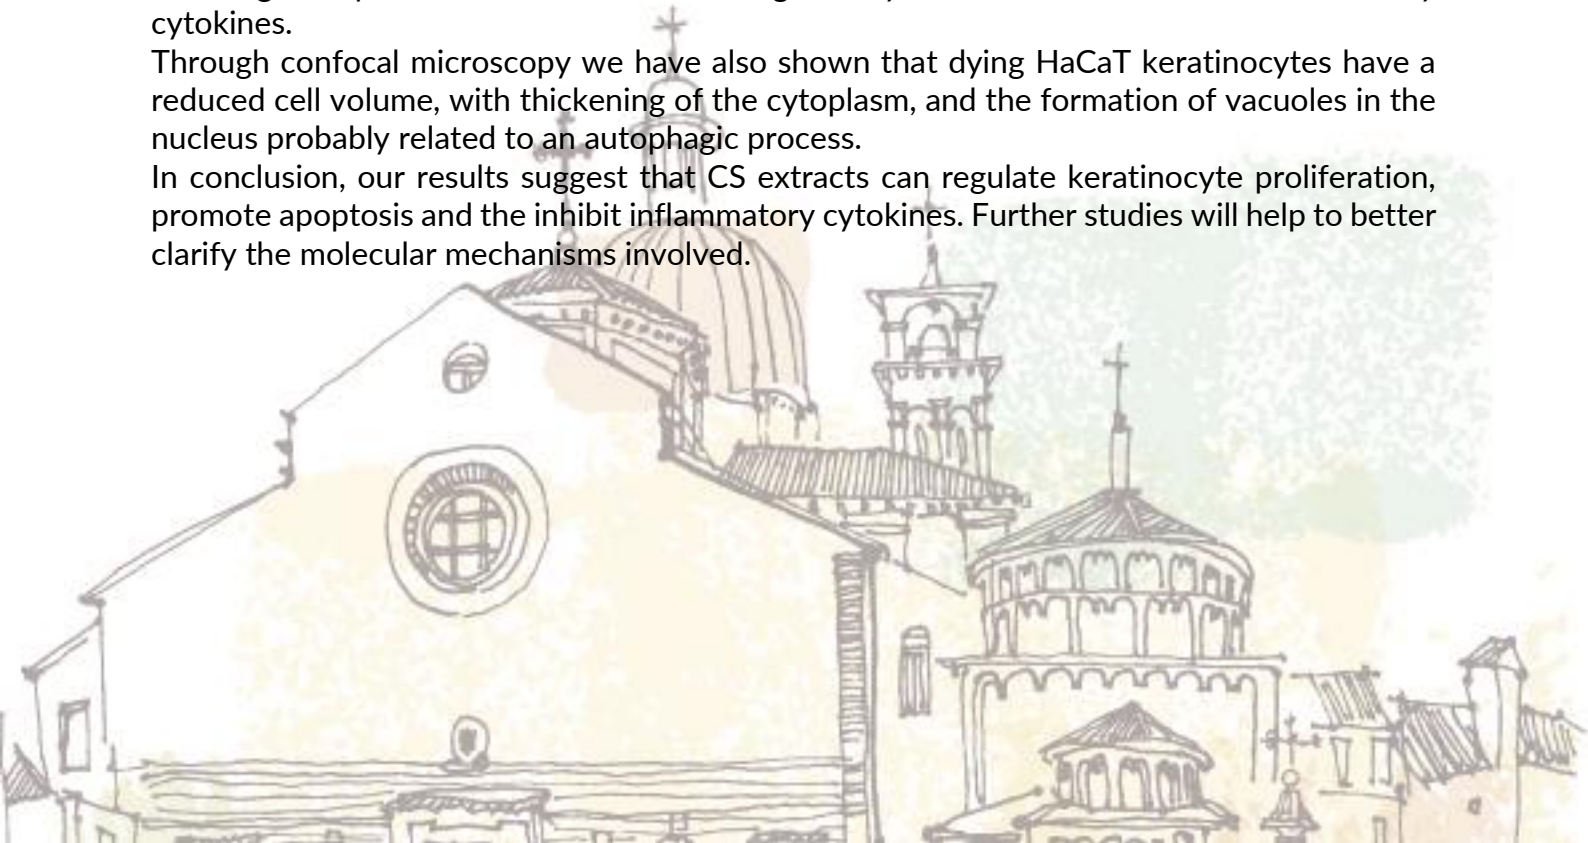 cytokines.
Through confocal microscopy we have also shown that dying HaCaT keratinocytes have a
reduced cell volume, with thickening of the cytoplasm, and the formation of vacuoles in the
nucleus probably related to an autophagic process.
In conclusion, our results suggest that CS extracts can regulate keratinocyte proliferation,
promote apoptosis and the inhibit inflammatory cytokines. Further studies will help to better
clarify the molecular mechanisms involved.